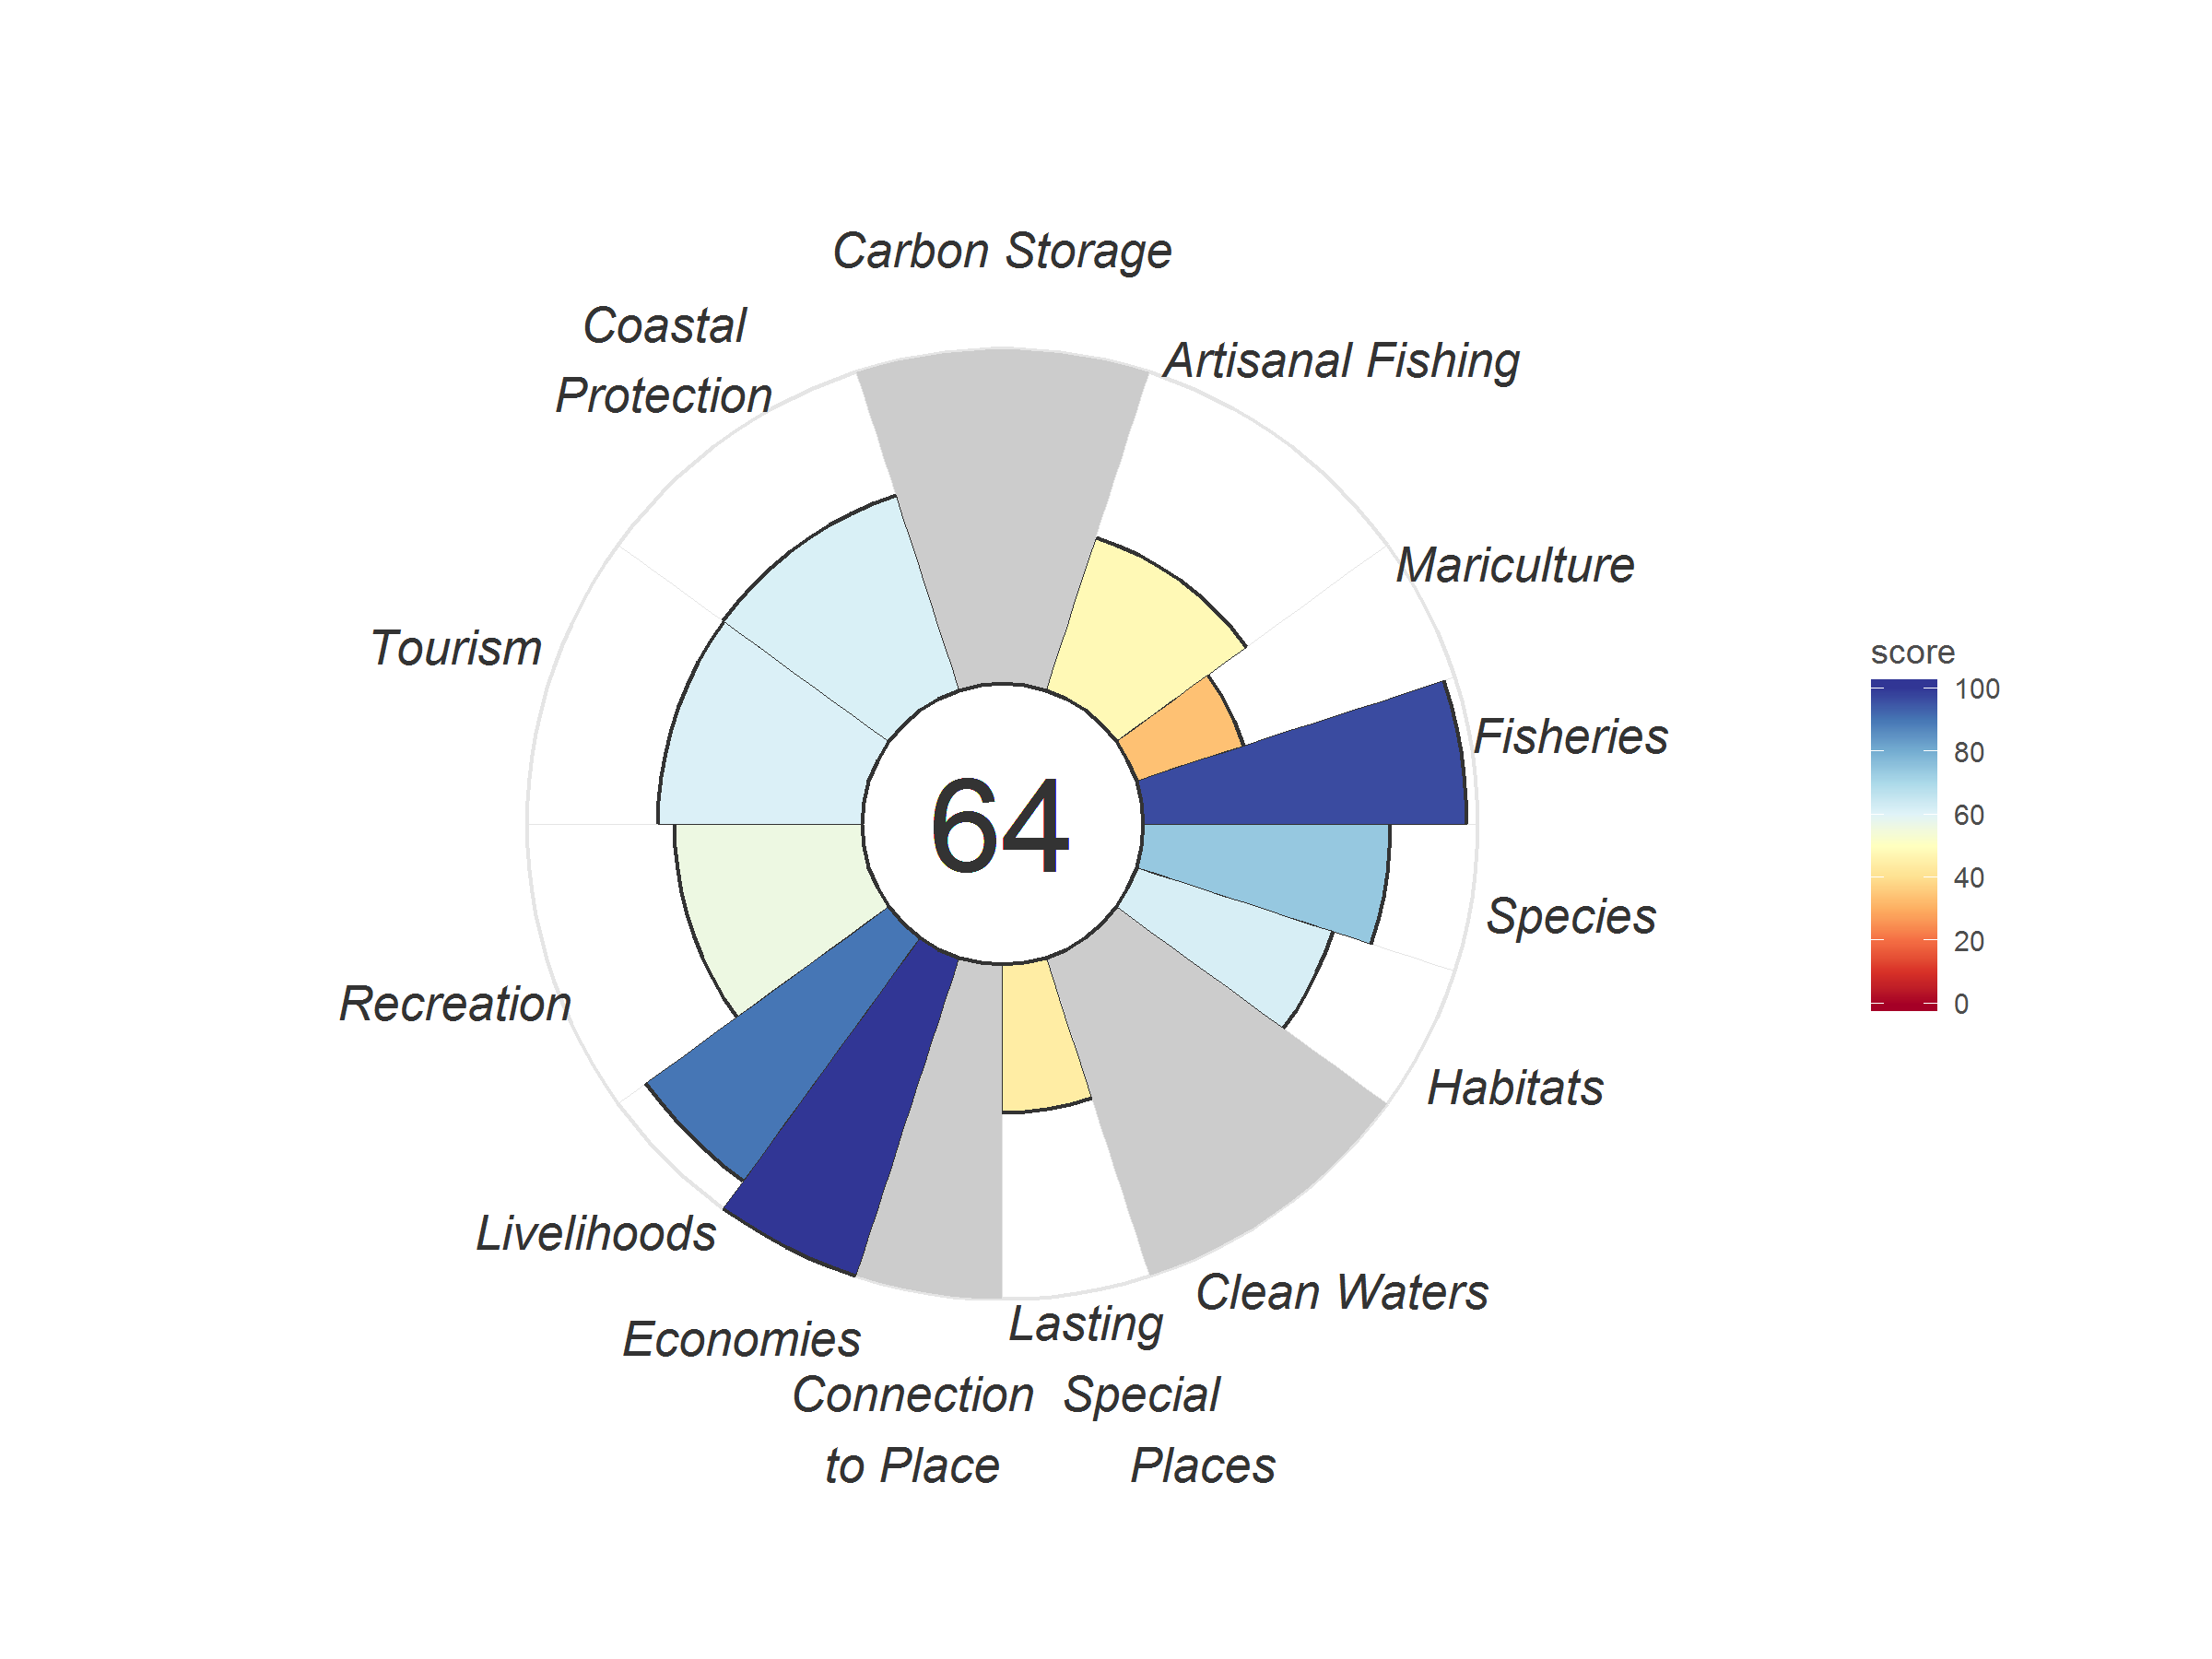 Carbon Storage
Coastal
Protection
Artisanal Fishing
Mariculture
Tourism
Fisheries
64
Species
Recreation
Habitats
Livelihoods
Clean Waters
Economies
Lasting
Special
Places
Connection
to Place
score
100
80
60
40
20
0